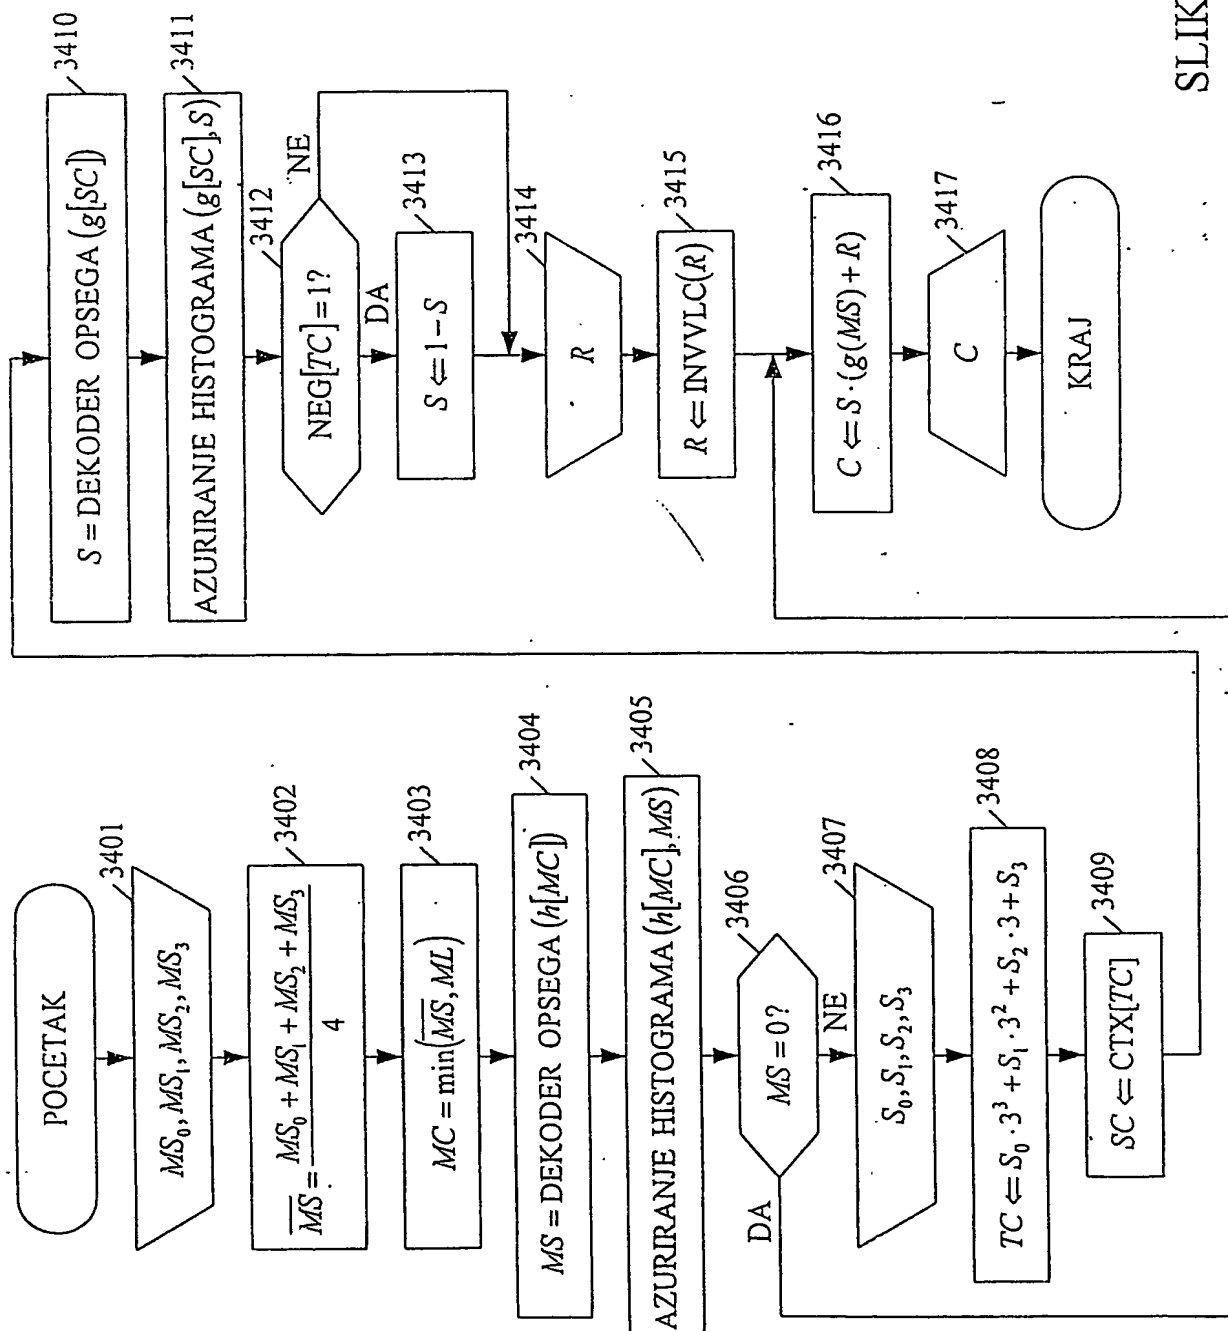 POCETAK
3401
MS₀, MS₁, MS₂, MS₃
3402
\overline{MS} = \frac{MS₀ + MS₁ + MS₂ + MS₃}{4}
3403
MC = min(\overline{MS}, ML)
3404
MS = DEKODER OPSEGA (h[MC])
3405
AZURIRANJE HISTOGRAMA (h[MC], MS)
3406
MS = 0?
DA
NE
3407
S₀, S₁, S₂, S₃
3408
TC ⇐ S₀ · 3³ + S₁ · 3² + S₂ · 3 + S₃
3409
SC ⇐ CTX[TC]
3410
S = DEKODER OPSEGA (g[SC])
3411
AZURIRANJE HISTOGRAMA (g[SC], S)
3412
NEG[TC] = 1?
NE
DA
3413
S ⇐ 1 − S
3414
R
3415
R ⇐ INVVLC(R)
3416
C ⇐ S · (g(MS) + R)
3417
C
KRAJ
SLIK